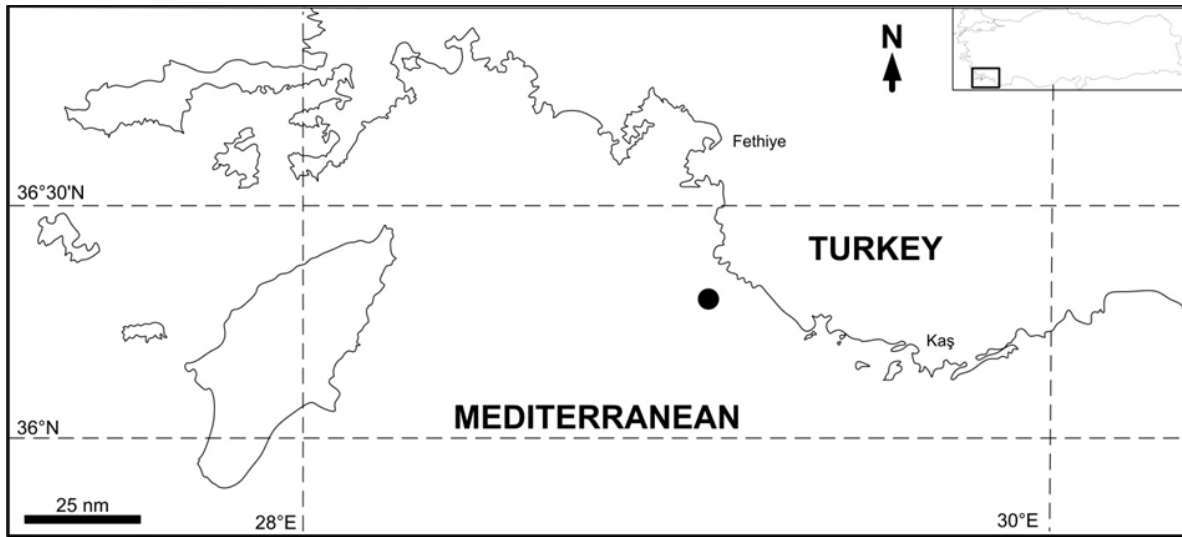 N
Fethiye
36°30'N
TURKEY
Kaş
MEDITERRANEAN
36°N
25 nm
28°E
30°E